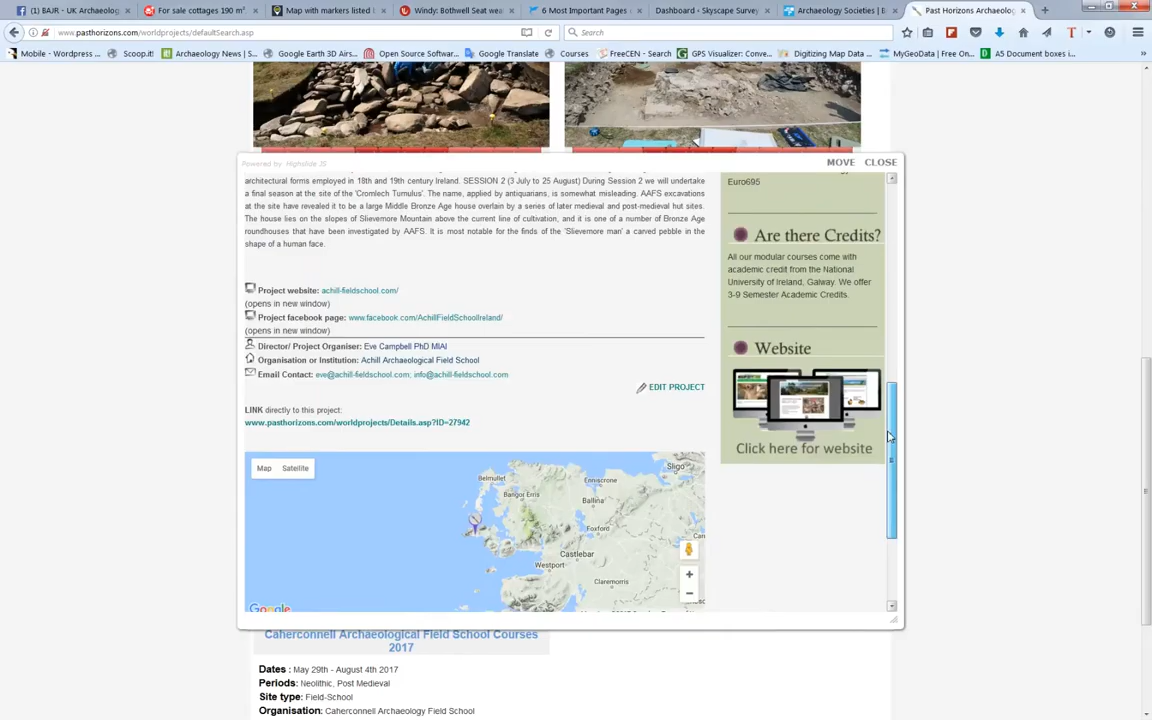 (1) BAJR - UK Archaeolog
For sale cottages 190 m²
Map with markers listed
Windy: Bothwell Seat wea
6 Most Important Pages
Dashboard ‹ Skyscape Survey
Archaeology Societies | B
Past Horizons Archaeolog
www.pasthorizons.com/worldprojects/defaultSearch.asp
Search
Mobile - Wordpress ...
Scoop.it!
Archaeology News | S...
Google Earth 3D Airs...
Open Source Softwar...
Google Translate
Courses
FreeCEN - Search
GPS Visualizer: Conve...
Digitizing Map Data ...
MyGeoData | Free On...
A5 Document boxes i...
Powered by Highslide JS
MOVE CLOSE
architectural forms employed in 18th and 19th century Ireland. SESSION 2 (3 July to 25 August) During Session 2 we will undertake
a final season at the site of the 'Cromlech Tumulus'. The name, applied by antiquarians, is somewhat misleading. AAFS excavations
at the site have revealed it to be a large Middle Bronze Age house overlain by a series of later medieval and post-medieval hut sites.
The house lies on the slopes of Slievemore Mountain above the current line of cultivation, and it is one of a number of Bronze Age
roundhouses that have been investigated by AAFS. It is most notable for the finds of the 'Slievemore man' a carved pebble in the
shape of a human face.
Project website: achill-fieldschool.com/
(opens in new window)
Project facebook page: www.facebook.com/AchillFieldSchoolIreland/
(opens in new window)
Director/ Project Organiser: Eve Campbell PhD MIAI
Organisation or Institution: Achill Archaeological Field School
Email Contact: eve@achill-fieldschool.com; info@achill-fieldschool.com
EDIT PROJECT
LINK directly to this project:
www.pasthorizons.com/worldprojects/Details.asp?ID=27942
Euro695
Are there Credits?
All our modular courses come with
academic credit from the National
University of Ireland, Galway. We offer
3-9 Semester Academic Credits.
Website
Click here for website
Map Satellite
Sligo
Belmullet
Enniscrone
Bangor Erris
Ballina
Foxford
Castlebar
Westport
Claremorris
Google
Caherconnell Archaeological Field School Courses
2017
Dates : May 29th - August 4th 2017
Periods: Neolithic, Post Medieval
Site type: Field-School
Organisation: Caherconnell Archaeology Field School